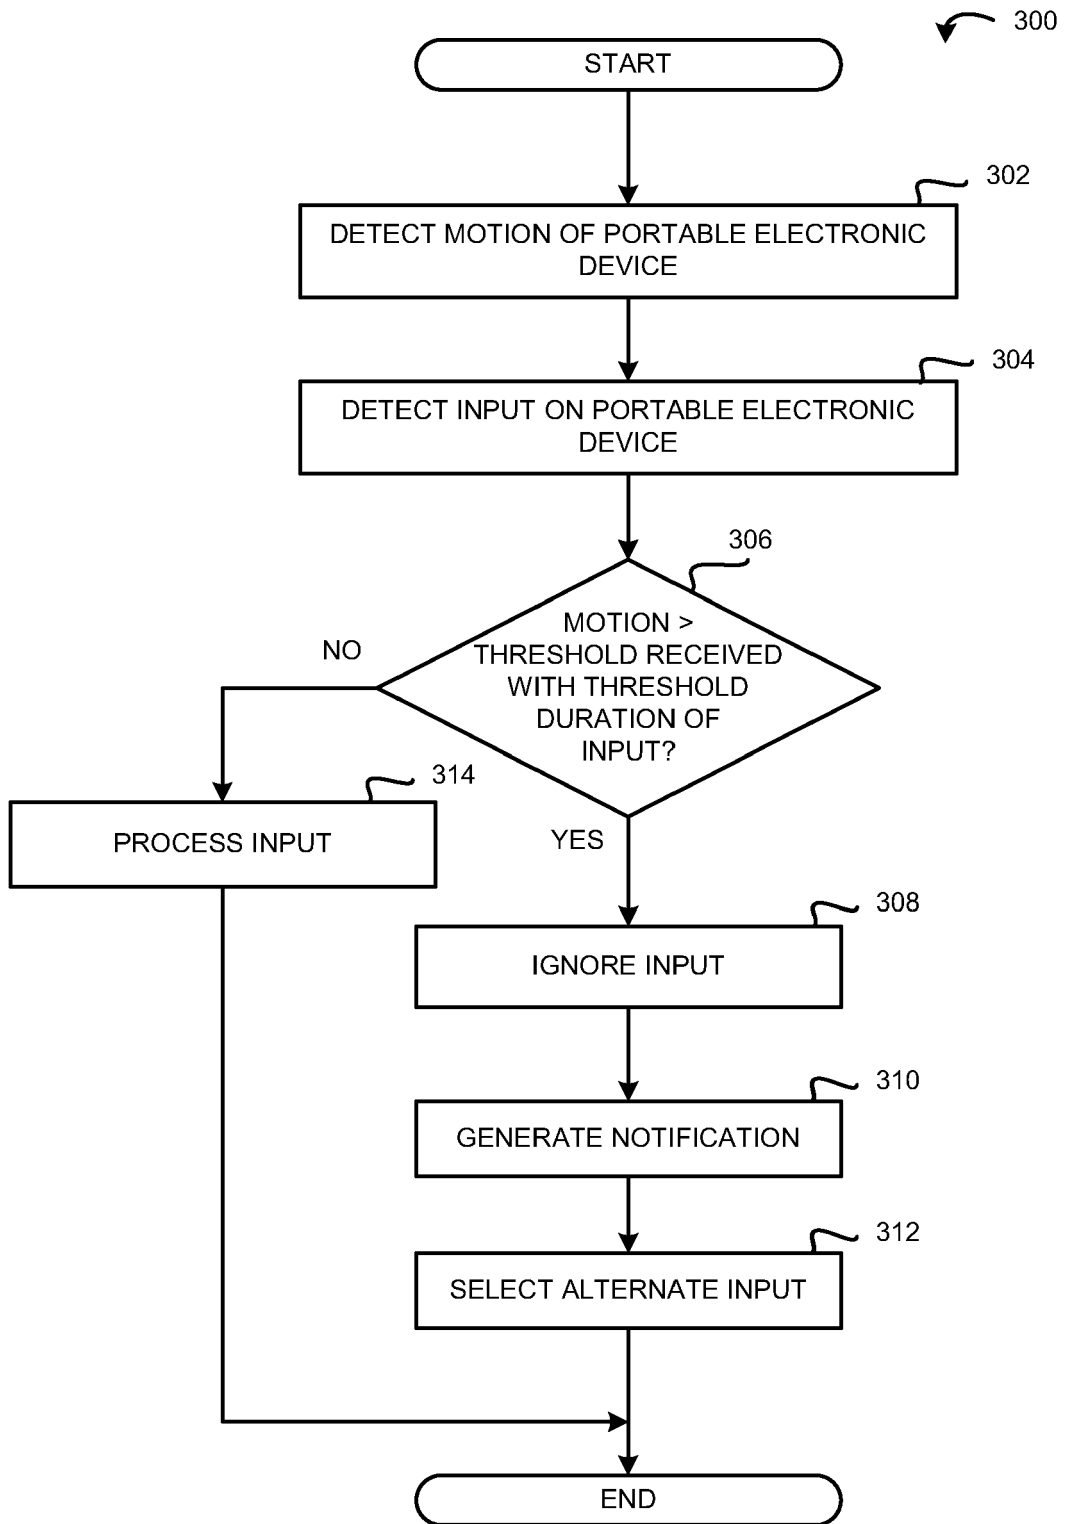 300
START
302
DETECT MOTION OF PORTABLE ELECTRONIC
DEVICE
304
DETECT INPUT ON PORTABLE ELECTRONIC
DEVICE
306
MOTION >
THRESHOLD RECEIVED
WITH THRESHOLD
DURATION OF
INPUT?
NO
314
PROCESS INPUT
YES
308
IGNORE INPUT
310
GENERATE NOTIFICATION
312
SELECT ALTERNATE INPUT
END